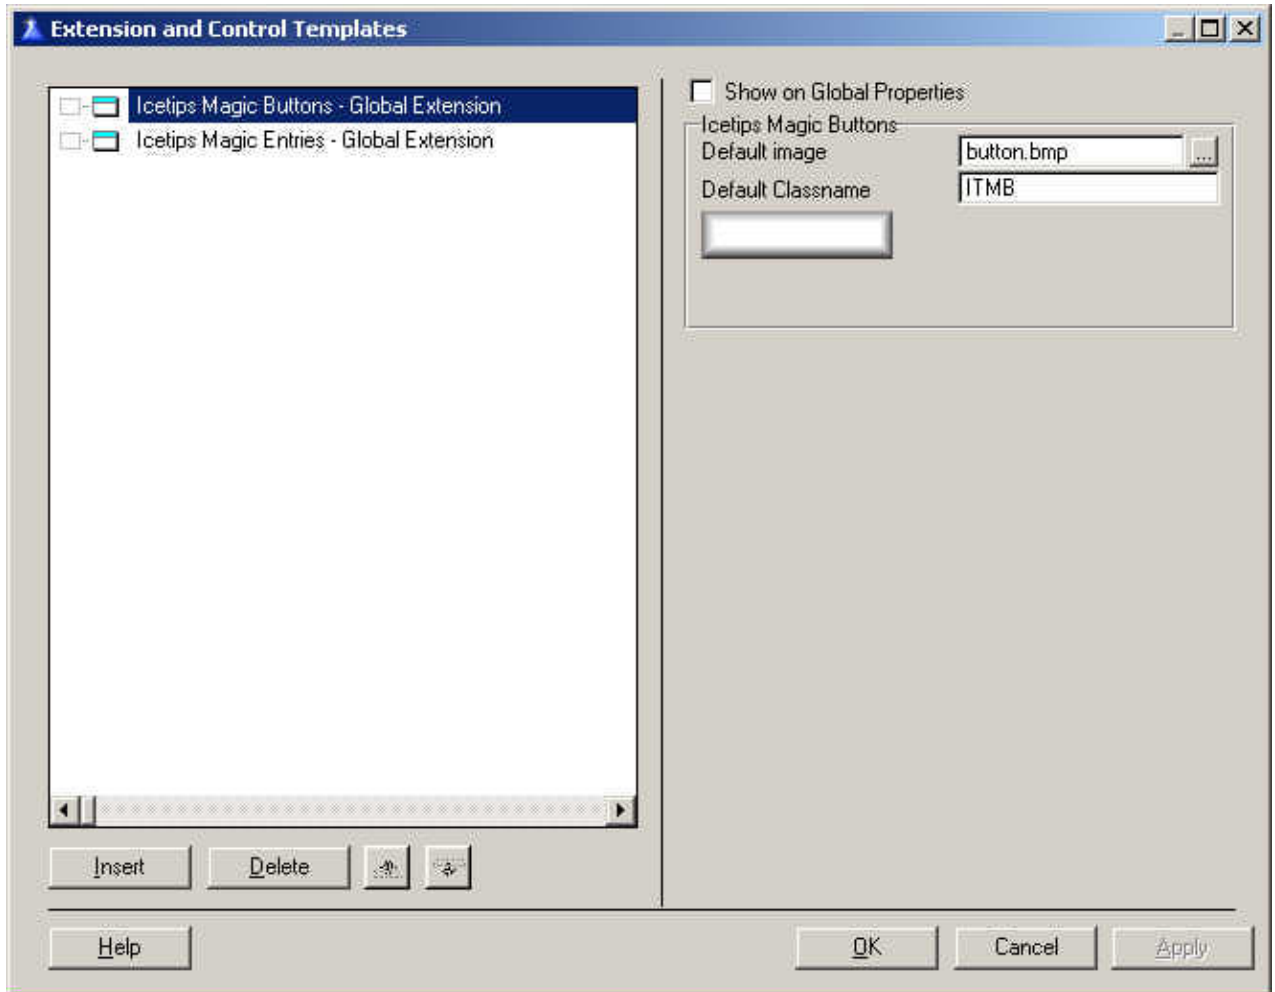 Extension and Control Templates
Icetips Magic Buttons - Global Extension
Icetips Magic Entries - Global Extension
Show on Global Properties
Icetips Magic Buttons
Default image button.bmp ...
Default Classname ITMB
Insert Delete
Help OK Cancel Apply